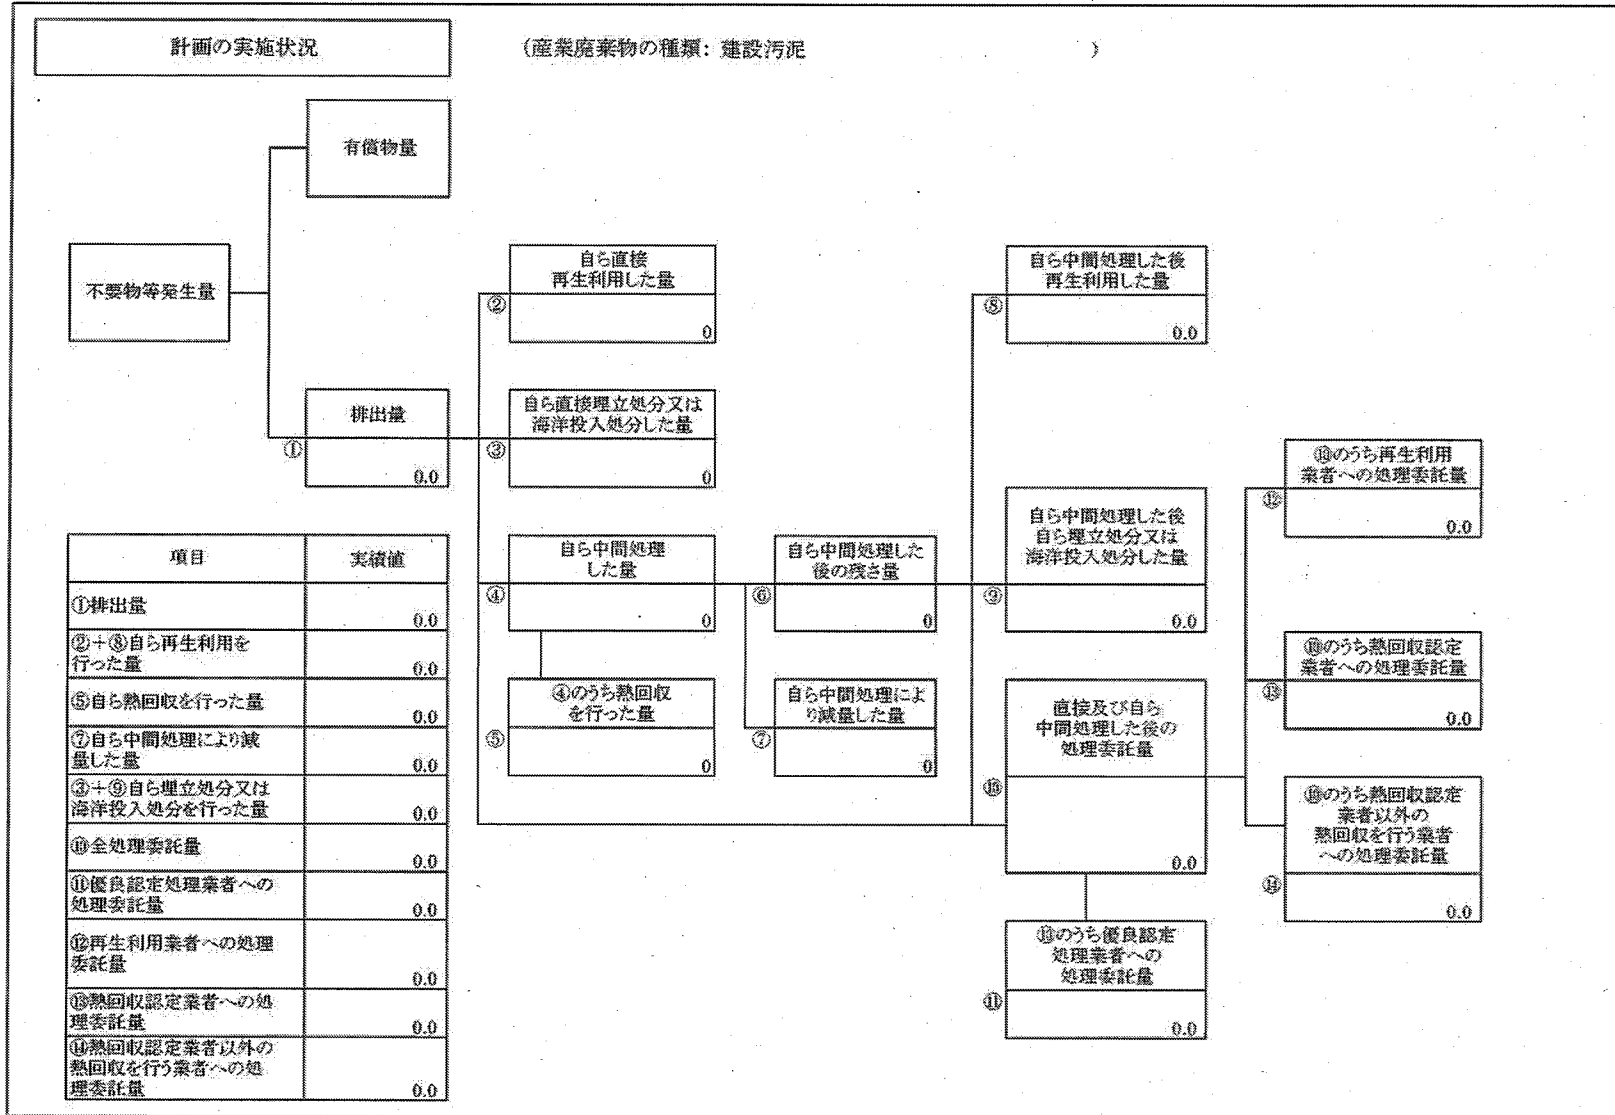 計画の実施状況
(産業廃棄物の種類: 建設汚泥 )
有償物量
不要物等発生量
排出量
①
0.0
自ら直接
再生利用した量
②
0
自ら直接埋立処分又は
海洋投入処分した量
③
0
自ら中間処理
した量
④
0
④のうち熱回収
を行った量
⑤
0
自ら中間処理した
後の残さ量
⑥
0
自ら中間処理によ
り減量した量
⑦
0
自ら中間処理した後
再生利用した量
⑧
0.0
自ら中間処理した後
自ら埋立処分又は
海洋投入処分した量
⑨
0.0
直接及び自ら
中間処理した後の
処理委託量
⑩
0.0
⑩のうち優良認定
処理業者への
処理委託量
⑪
0.0
⑩のうち再生利用
業者への処理委託量
⑫
0.0
⑩のうち熱回収認定
業者への処理委託量
⑬
0.0
⑩のうち熱回収認定
業者以外の
熱回収を行う業者
への処理委託量
⑭
0.0
項目 実績値
①排出量
0.0
②+⑧自ら再生利用を
行った量
0.0
⑤自ら熱回収を行った量
0.0
⑦自ら中間処理により減
量した量
0.0
③+⑨自ら埋立処分又は
海洋投入処分を行った量
0.0
⑩全処理委託量
0.0
⑪優良認定処理業者への
処理委託量
0.0
⑫再生利用業者への処理
委託量
0.0
⑬熱回収認定業者への処
理委託量
0.0
⑭熱回収認定業者以外の
熱回収を行う業者への処
理委託量
0.0